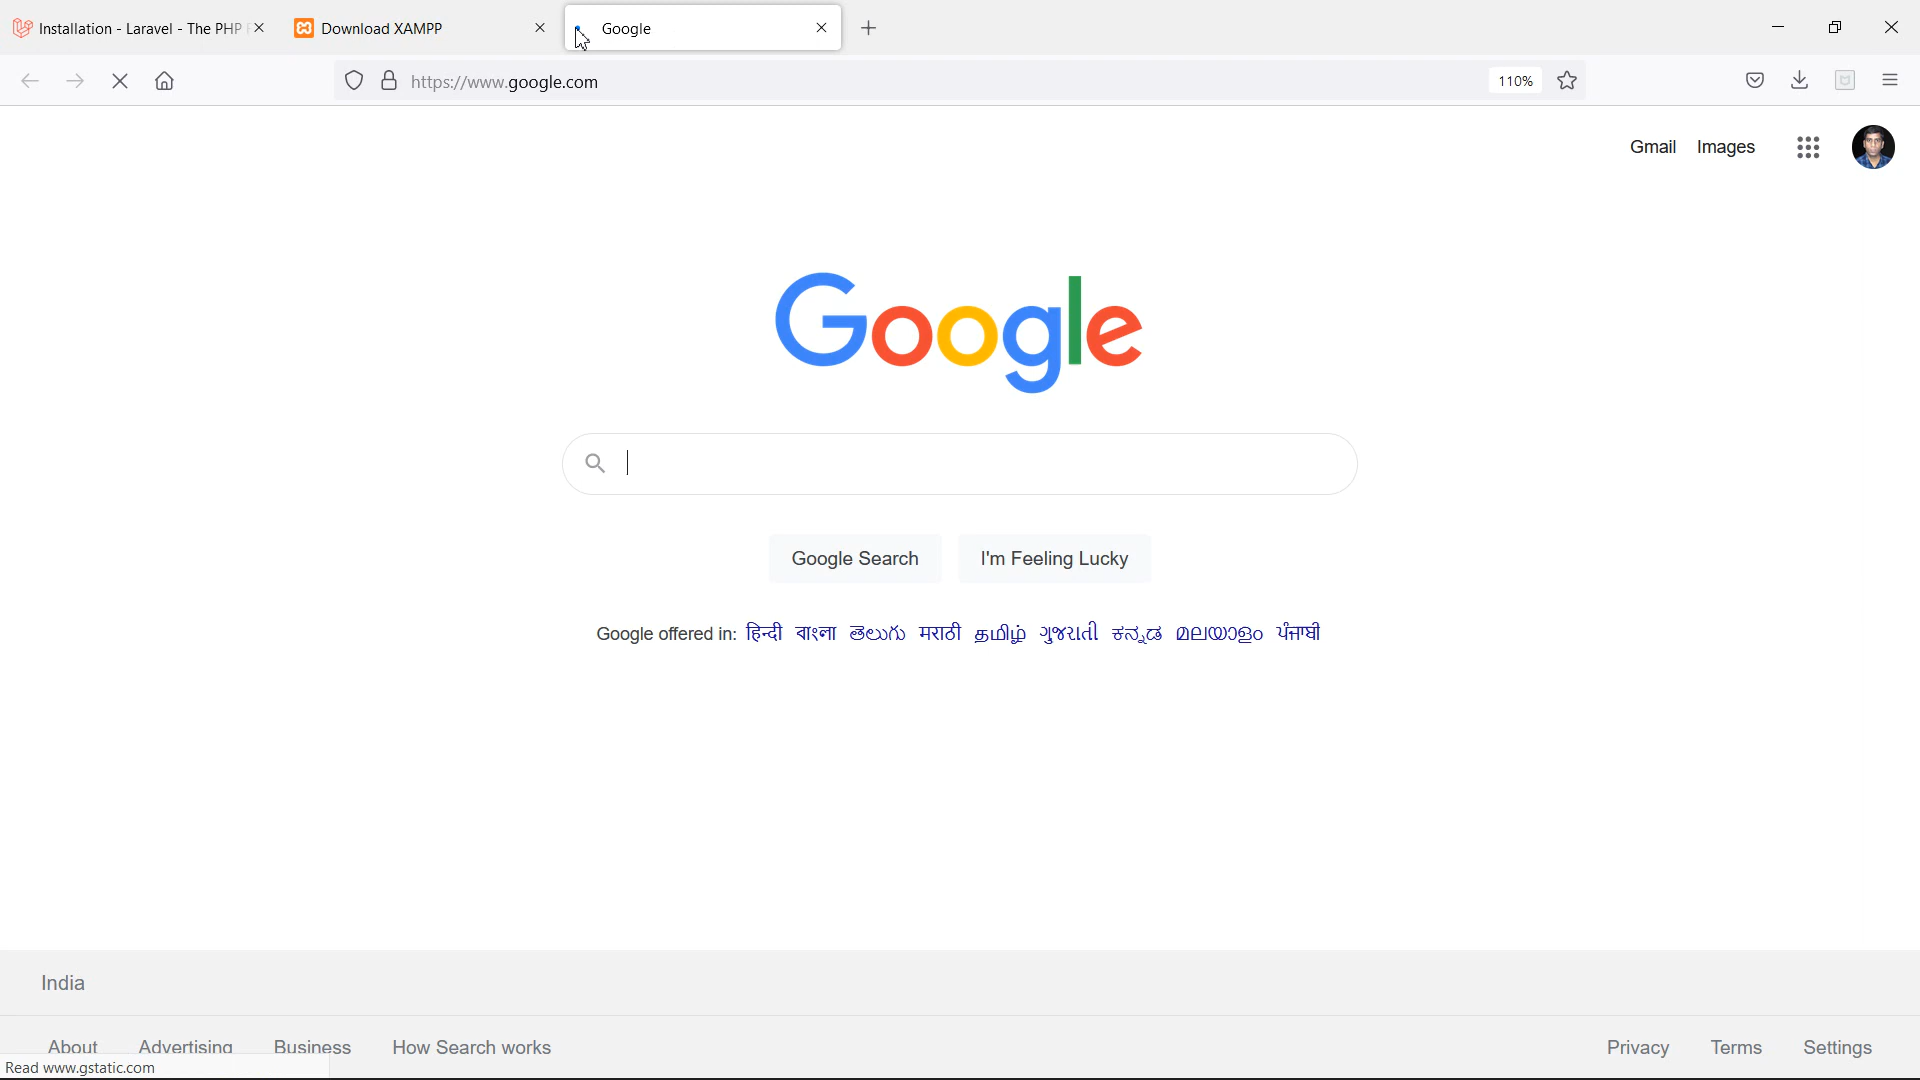 Installation - Laravel - The PHP
Download XAMPP
Google
https://www.google.com
110%
Gmail Images
Google
Google Search
I'm Feeling Lucky
Google offered in: हिन्दी বাংলা తెలుగు मराठी தமிழ் ગુજરાતી ಕನ್ನಡ മലയാളം ਪੰਜਾਬੀ
India
About Advertising Business How Search works
Privacy Terms Settings
Read www.gstatic.com